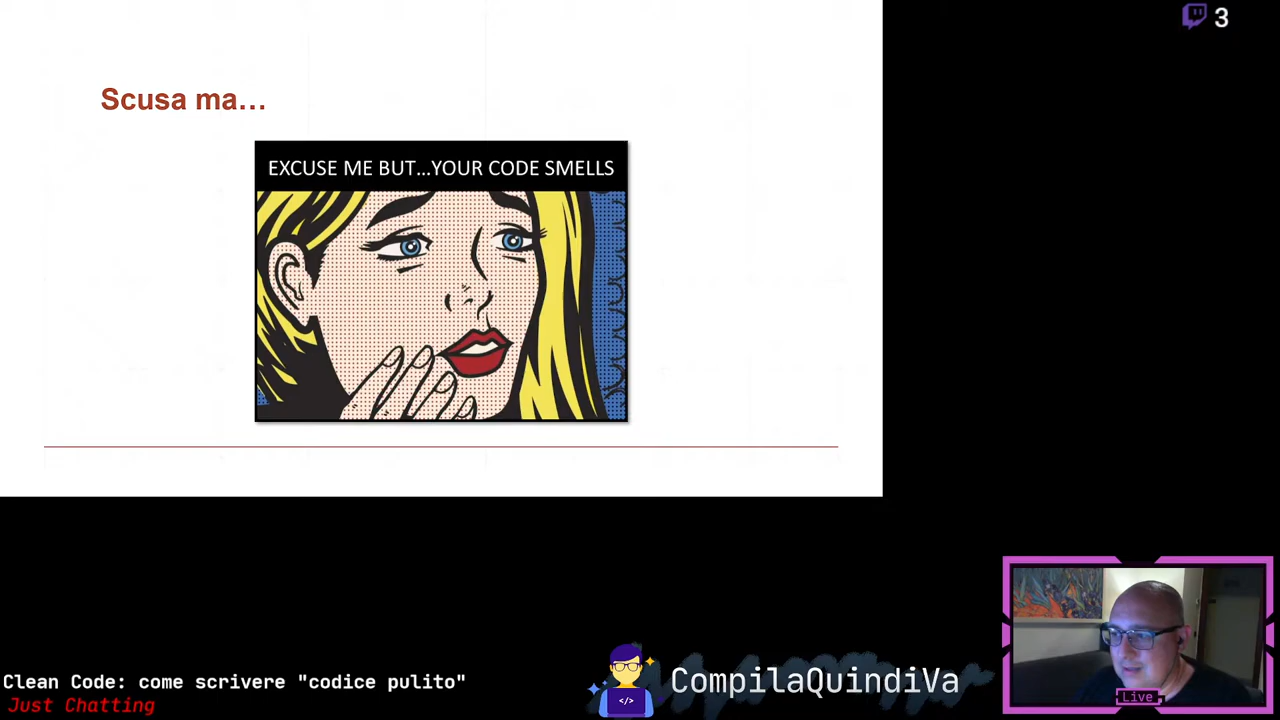 3
Scusa ma…
EXCUSE ME BUT...YOUR CODE SMELLS
Live
Clean Code: come scrivere "codice pulito"
Just Chatting
</>
CompilaQuindiVa